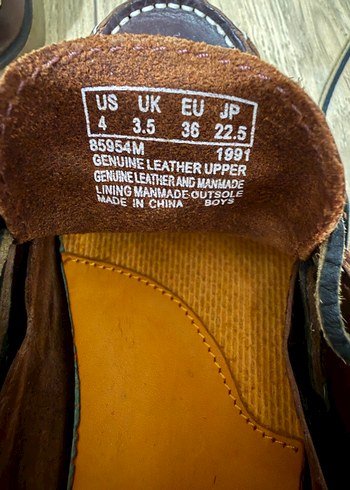 US UK EU JP
4 3.5 36 22.5
85954M 1991
GENUINE LEATHER UPPER
GENUINE LEATHER AND MANMADE
LINING MANMADE OUTSOLE
MADE IN CHINA BOYS